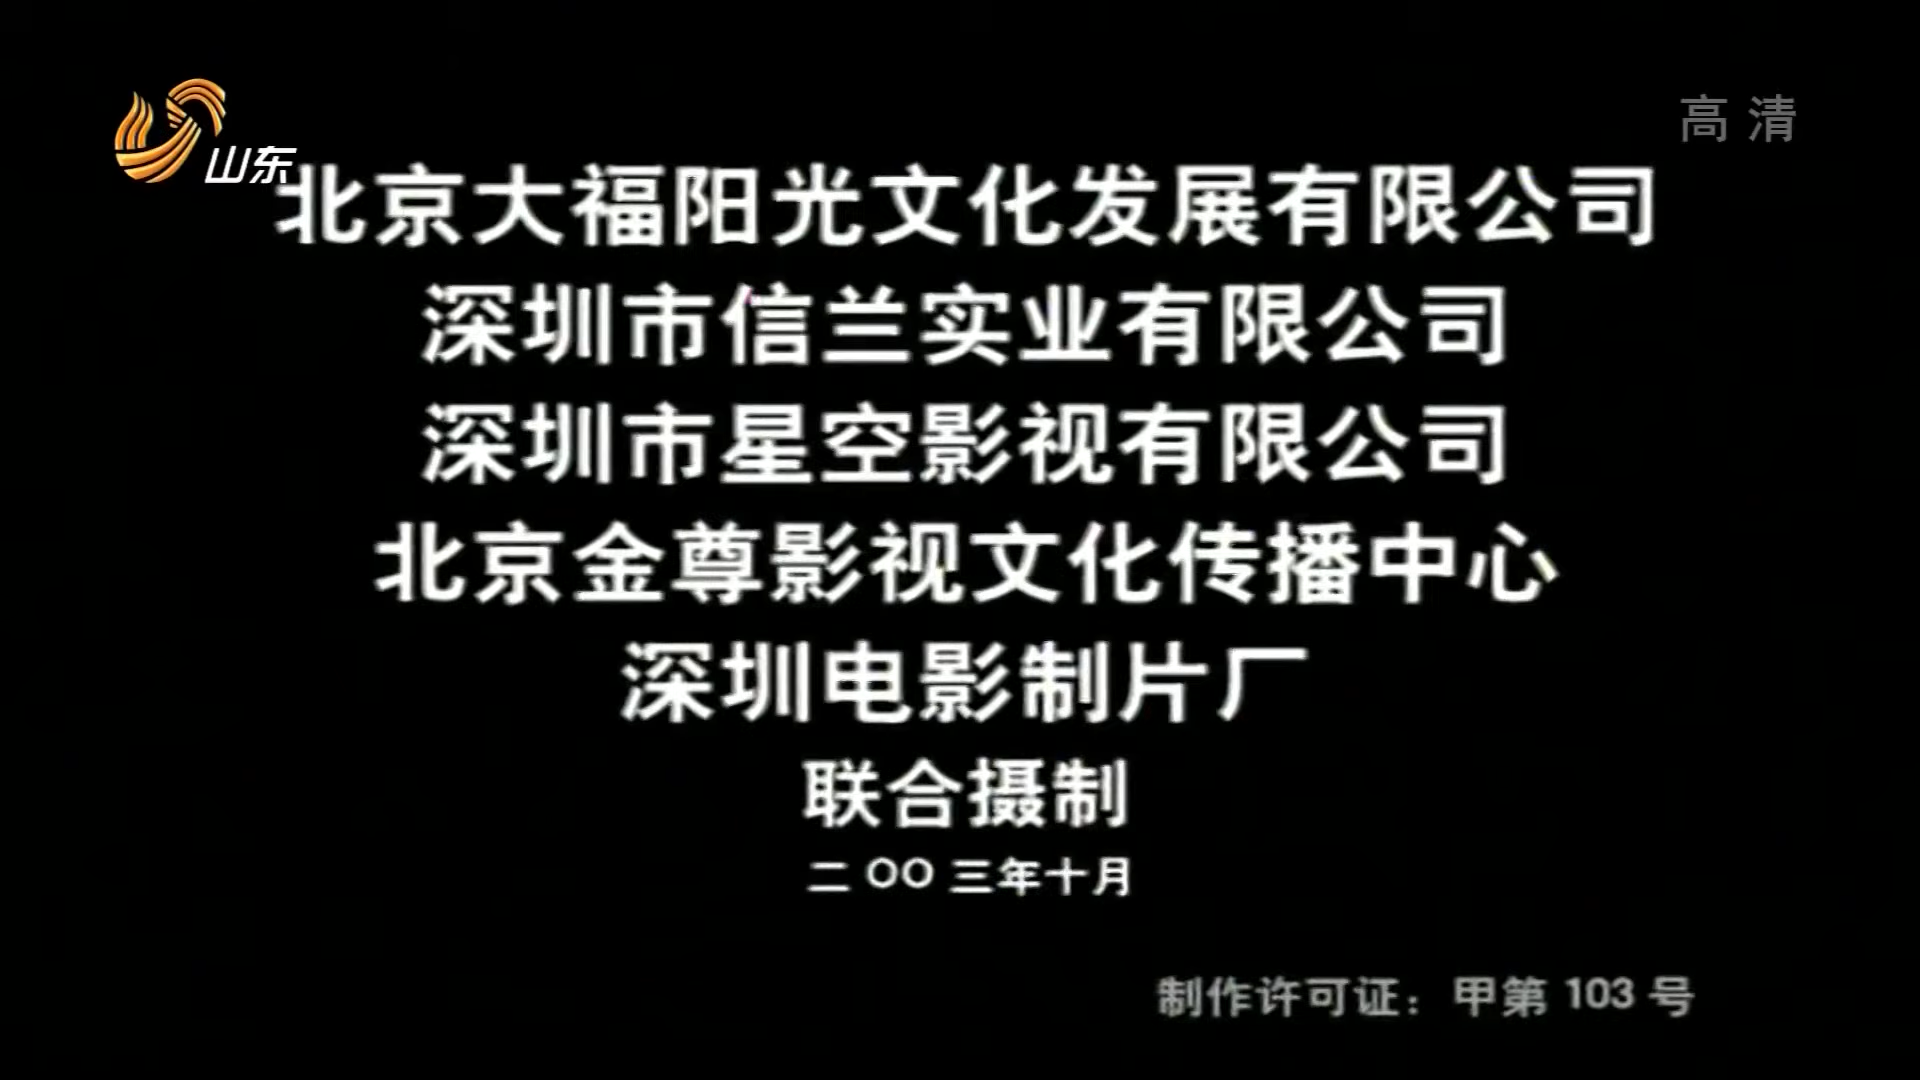 山东
高清
北京大福阳光文化发展有限公司
深圳市信兰实业有限公司
深圳市星空影视有限公司
北京金尊影视文化传播中心
深圳电影制片厂
联合摄制
二〇〇三年十月
制作许可证：甲第103号